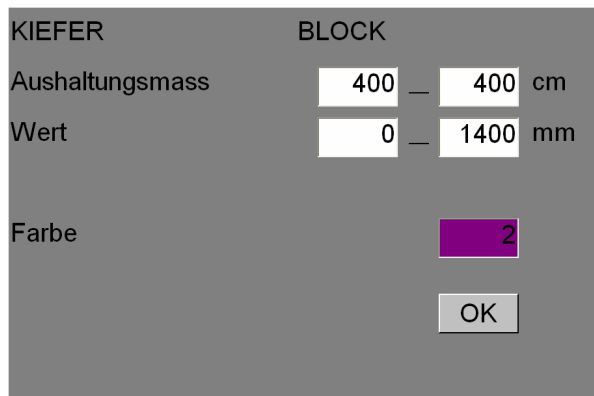 KIEFER BLOCK
Aushaltungsmass 400 _ 400 cm
Wert 0 _ 1400 mm
Farbe 2
OK